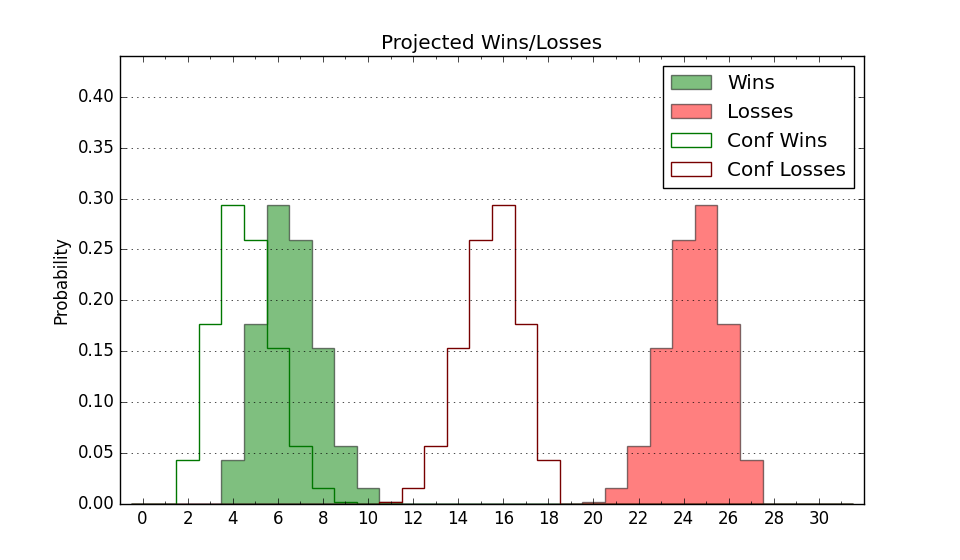 Projected Wins/Losses
Wins
Losses
Conf Wins
Conf Losses
Probability
0.40
0.35
0.30
0.25
0.20
0.15
0.10
0.05
0.00
0 2 4 6 8 10 12 14 16 18 20 22 24 26 28 30